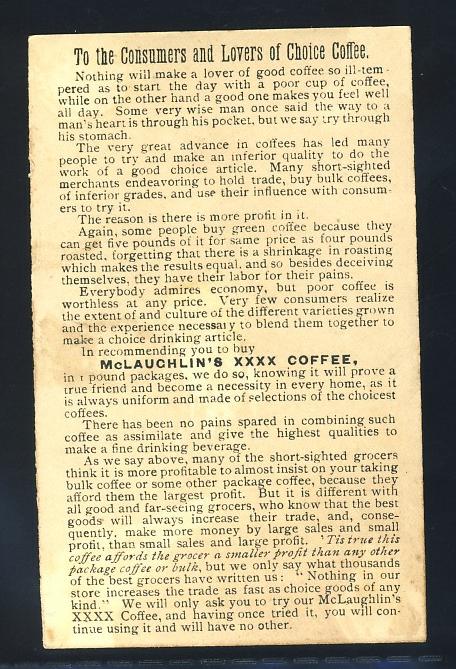 To the Consumers and Lovers of Choice Coffee.
Nothing will make a lover of good coffee so ill-tem-
pered as to start the day with a poor cup of coffee,
while on the other hand a good one makes you feel well
all day. Some very wise man once said the way to a
man's heart is through his pocket, but we say try through
his stomach.
The very great advance in coffees has led many
people to try and make an inferior quality to do the
work of a good choice article. Many short-sighted
merchants endeavoring to hold trade, buy bulk coffees,
of inferior grades, and use their influence with consum-
ers to try it.
The reason is there is more profit in it.
Again, some people buy green coffee because they
can get five pounds of it for same price as four pounds
roasted, forgetting that there is a shrinkage in roasting
which makes the results equal, and so besides deceiving
themselves, they have their labor for their pains.
Everybody admires economy, but poor coffee is
worthless at any price. Very few consumers realize
the extent of and culture of the different varieties grown
and the experience necessary to blend them together to
make a choice drinking article.
In recommending you to buy
McLAUGHLIN'S XXXX COFFEE,
in 1 pound packages, we do so, knowing it will prove a
true friend and become a necessity in every home, as it
is always uniform and made of selections of the choicest
coffees.
There has been no pains spared in combining such
coffee as assimilate and give the highest qualities to
make a fine drinking beverage.
As we say above, many of the short-sighted grocers
think it is more profitable to almost insist on your taking
bulk coffee or some other package coffee, because they
afford them the largest profit. But it is different with
all good and far-seeing grocers, who know that the best
goods will always increase their trade, and, conse-
quently, make more money by large sales and small
profit, than small sales and large profit. 'Tis true this
coffee affords the grocer a smaller profit than any other
package coffee or bulk, but we only say what thousands
of the best grocers have written us: "Nothing in our
store increases the trade as fast as choice goods of any
kind." We will only ask you to try our McLaughlin's
XXXX Coffee, and having once tried it, you will con-
tinue using it and will have no other.